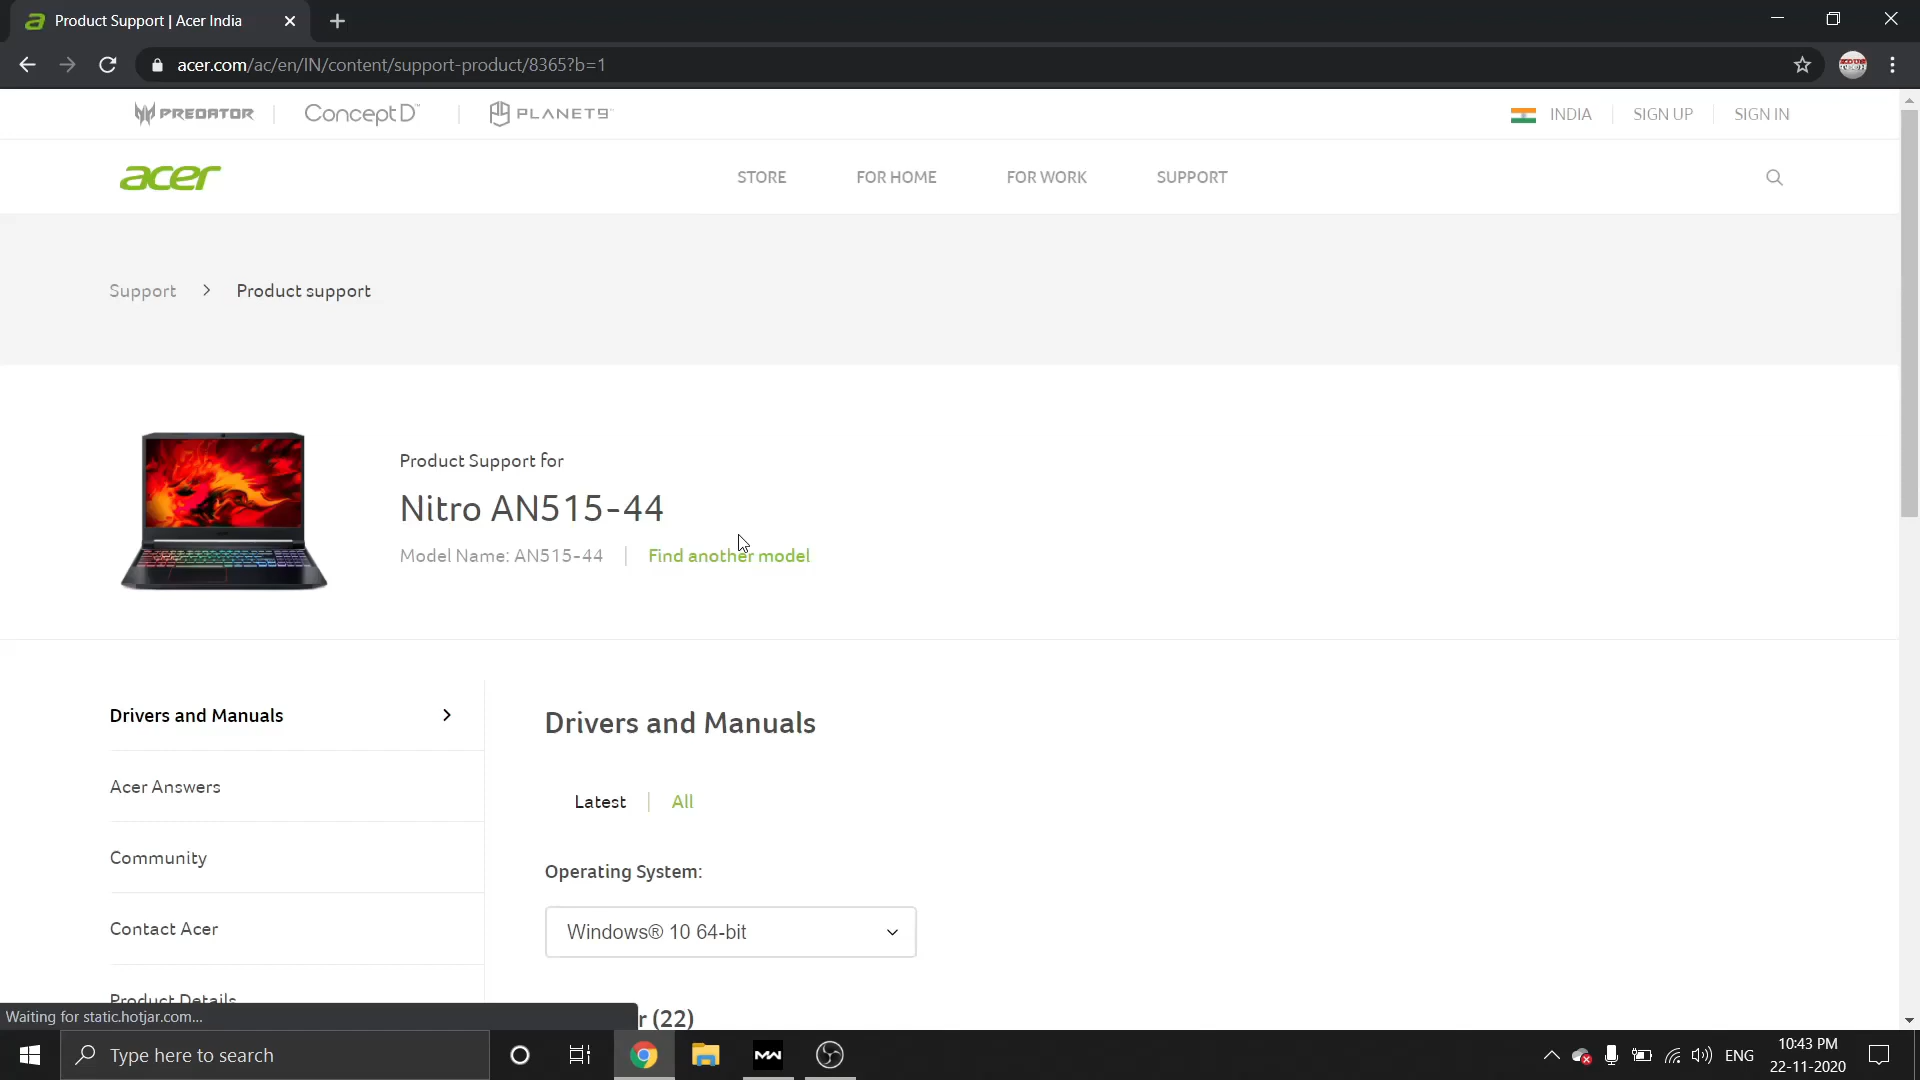 Product Support | Acer India
acer.com/ac/en/IN/content/support-product/8365?b=1
PREDATOR
ConceptD™
PLANET9
INDIA
SIGN UP
SIGN IN
acer
STORE
FOR HOME
FOR WORK
SUPPORT
Support
Product support
Product Support for
Nitro AN515-44
Model Name: AN515-44
Find another model
Drivers and Manuals
Acer Answers
Community
Contact Acer
Product Details
Drivers and Manuals
Latest | All
Operating System:
Windows® 10 64-bit
r (22)
Waiting for static.hotjar.com...
Type here to search
ENG
10:43 PM
22-11-2020